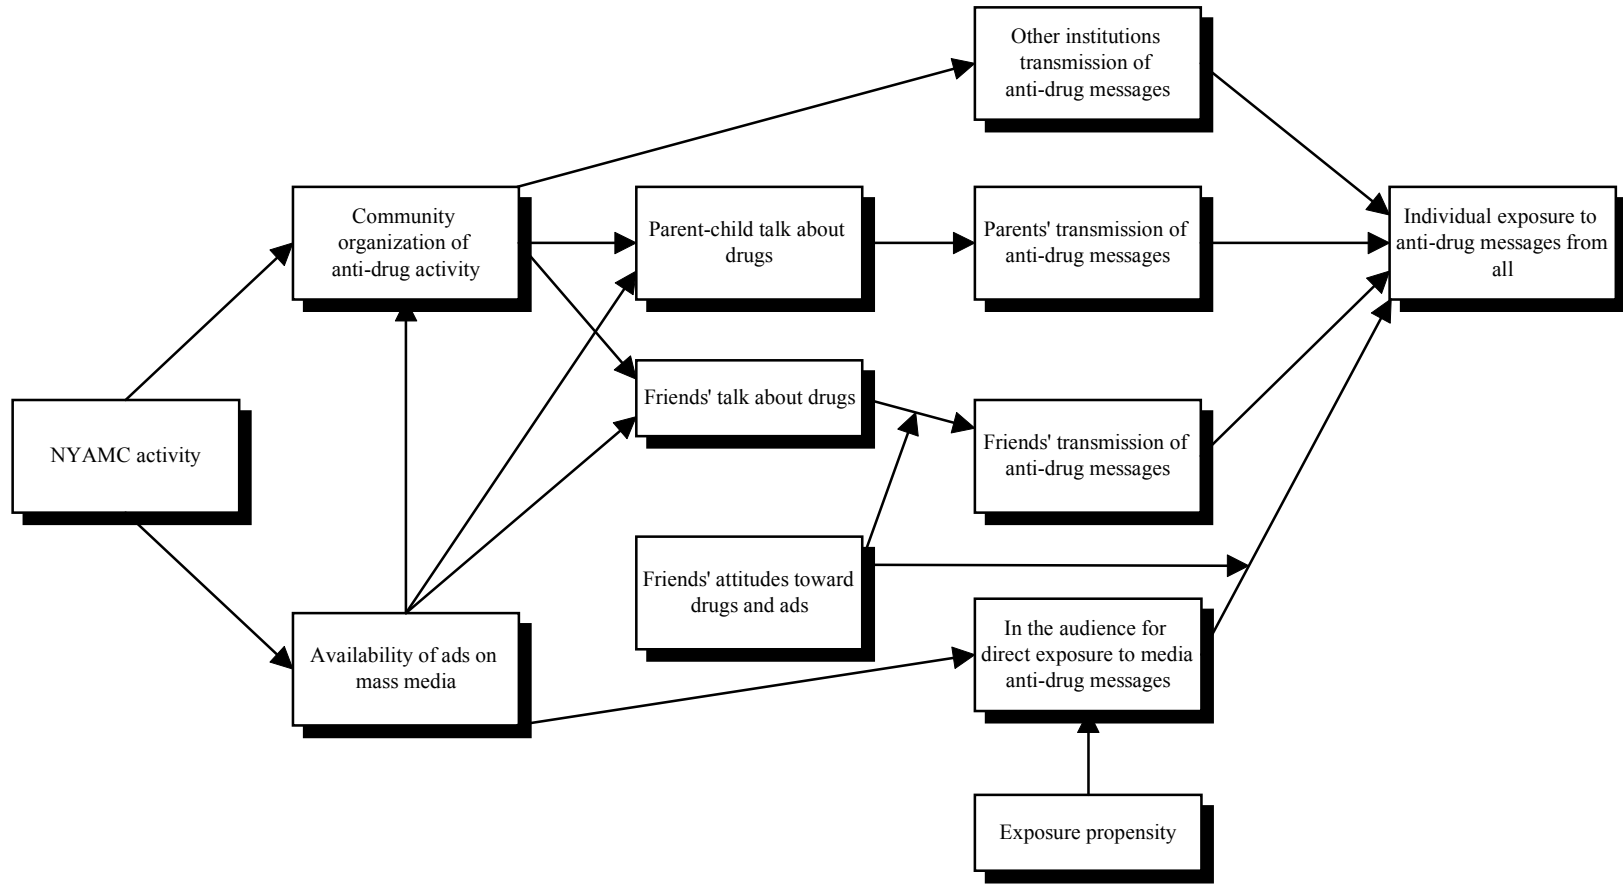 Other institutions
transmission of
anti-drug messages
Community
organization of
anti-drug activity
Parent-child talk about
drugs
Parents' transmission of
anti-drug messages
Individual exposure to
anti-drug messages from
all
Friends' talk about drugs
NYAMC activity
Friends' transmission of
anti-drug messages
Friends' attitudes toward
drugs and ads
Availability of ads on
mass media
In the audience for
direct exposure to media
anti-drug messages
Exposure propensity